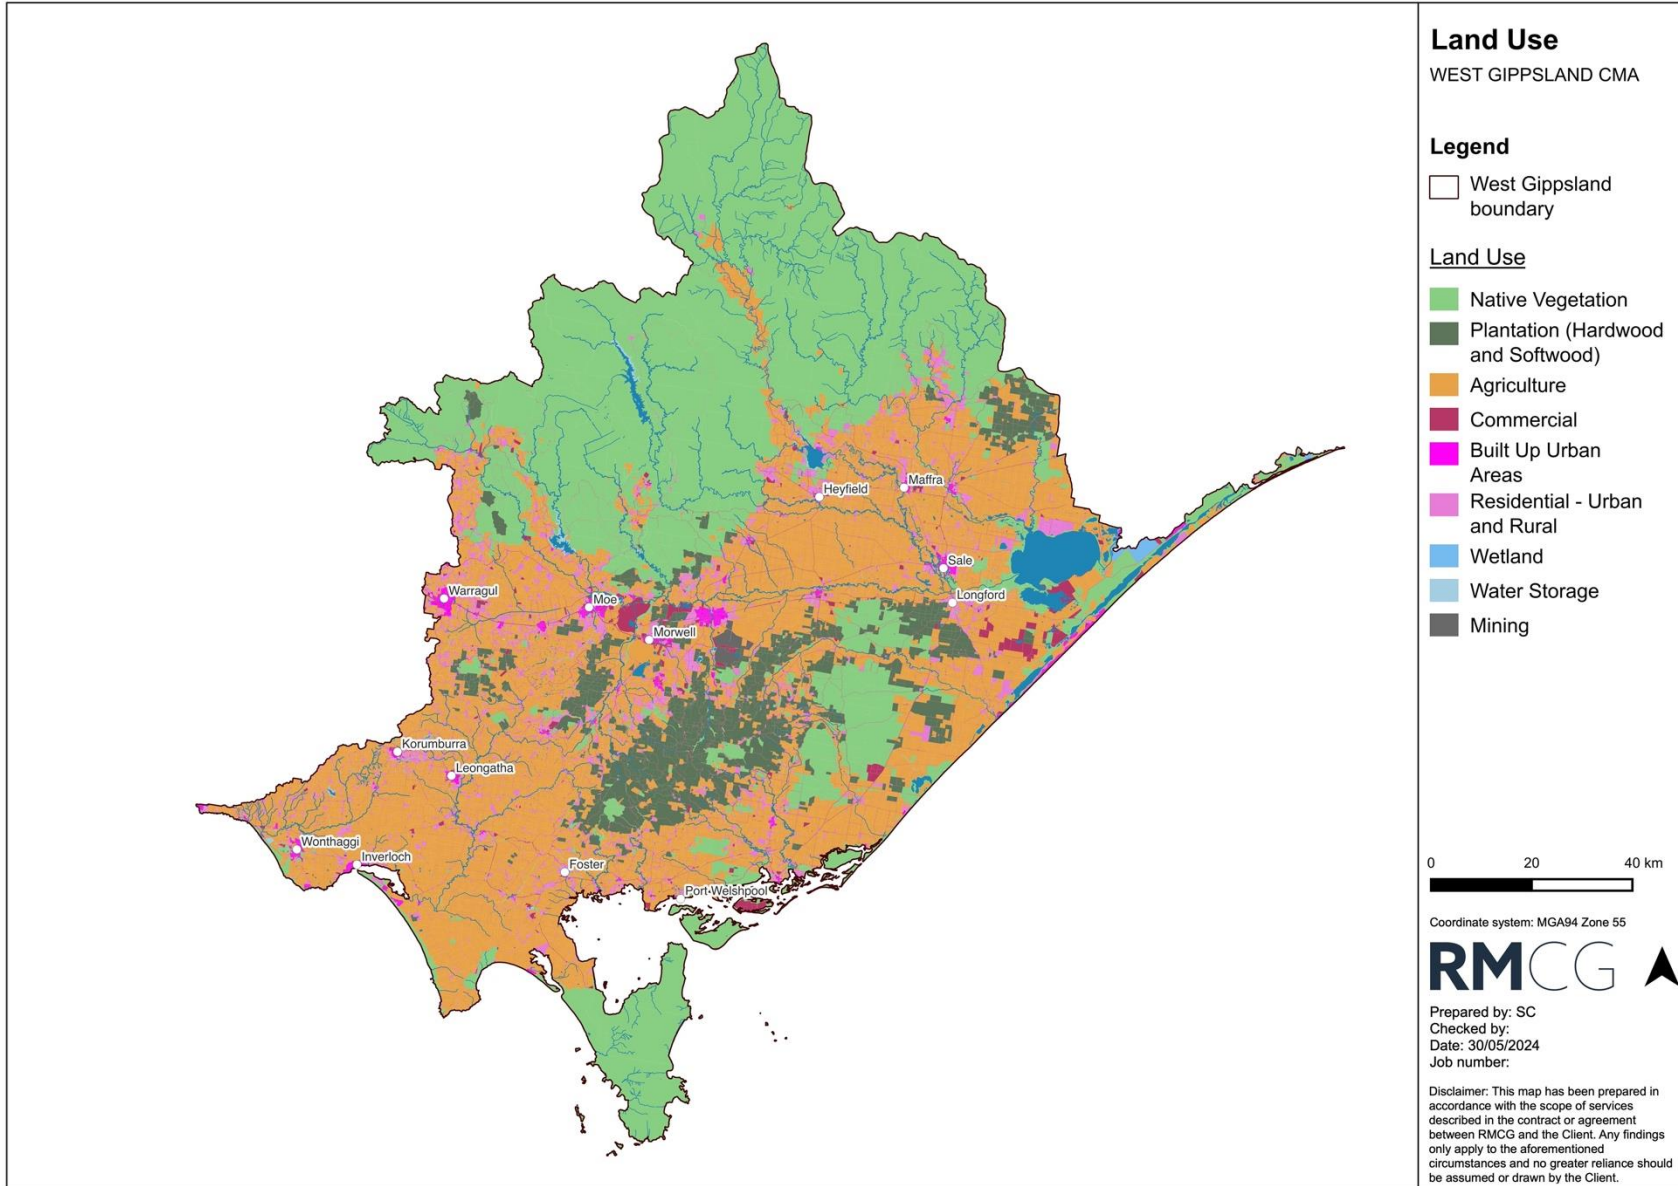 Land Use
WEST GIPPSLAND CMA
Legend
West Gippsland
boundary
Land Use
Native Vegetation
Plantation (Hardwood
and Softwood)
Agriculture
Commercial
Built Up Urban
Areas
Residential - Urban
and Rural
Wetland
Water Storage
Mining
Heyfield
Maffra
Sale
Longford
Warragul
Moe
Morwell
Korumburra
Leongatha
Wonthaggi
Inverloch
Foster
Port Welshpool
0 20 40 km
Coordinate system: MGA94 Zone 55
RMCG
Prepared by: SC
Checked by:
Date: 30/05/2024
Job number:
Disclaimer: This map has been prepared in
accordance with the scope of services
described in the contract or agreement
between RMCG and the Client. Any findings
only apply to the aforementioned
circumstances and no greater reliance should
be assumed or drawn by the Client.